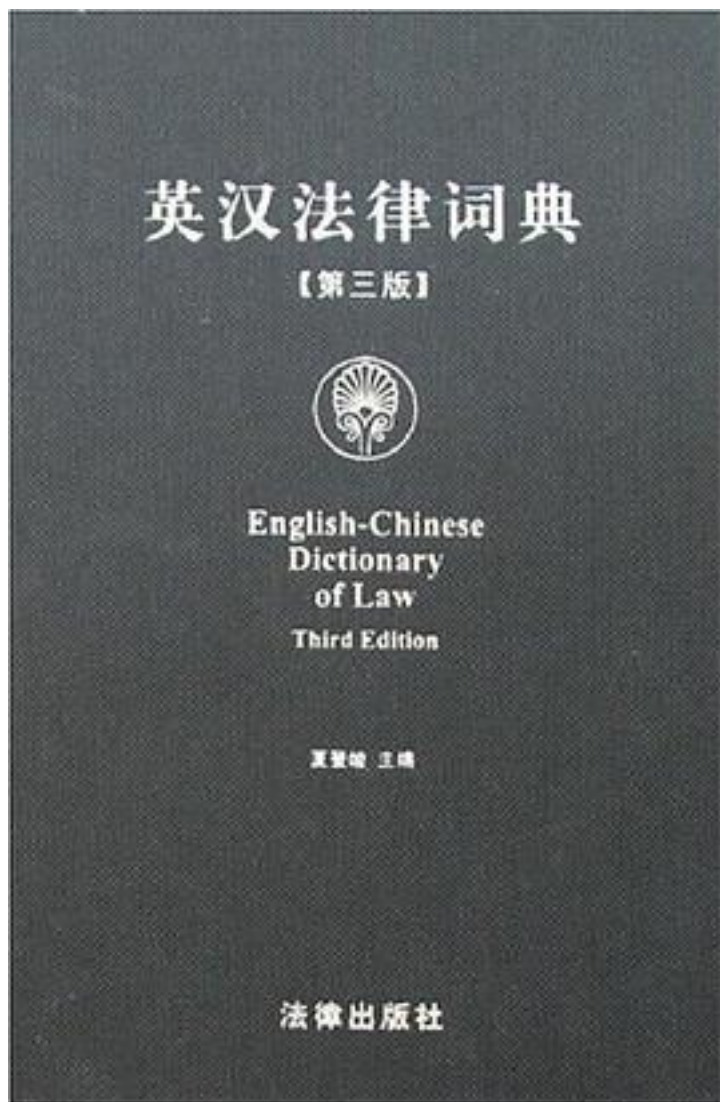 英汉法律词典
【第三版】
English-Chinese
Dictionary
of Law
Third Edition
夏登峻 主编
法律出版社